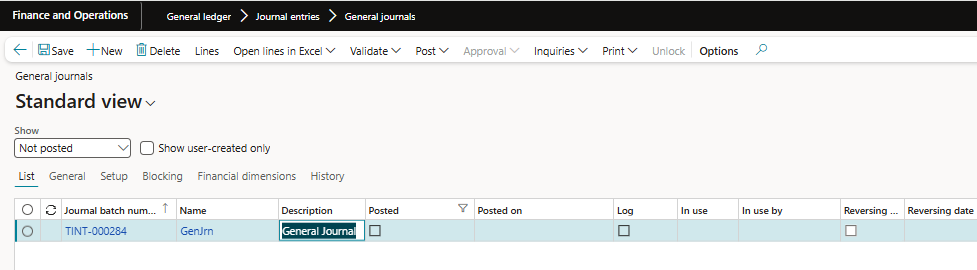 Finance and Operations General ledger Journal entries General journals
Save New Delete Lines Open lines in Excel Validate Post Approval Inquiries Print Unlock Options
General journals
Standard view
Show
Not posted Show user-created only
List General Setup Blocking Financial dimensions History
Journal batch num... Name Description Posted Posted on Log In use In use by Reversing ... Reversing date
TINT-000284 GenJrn General Journal